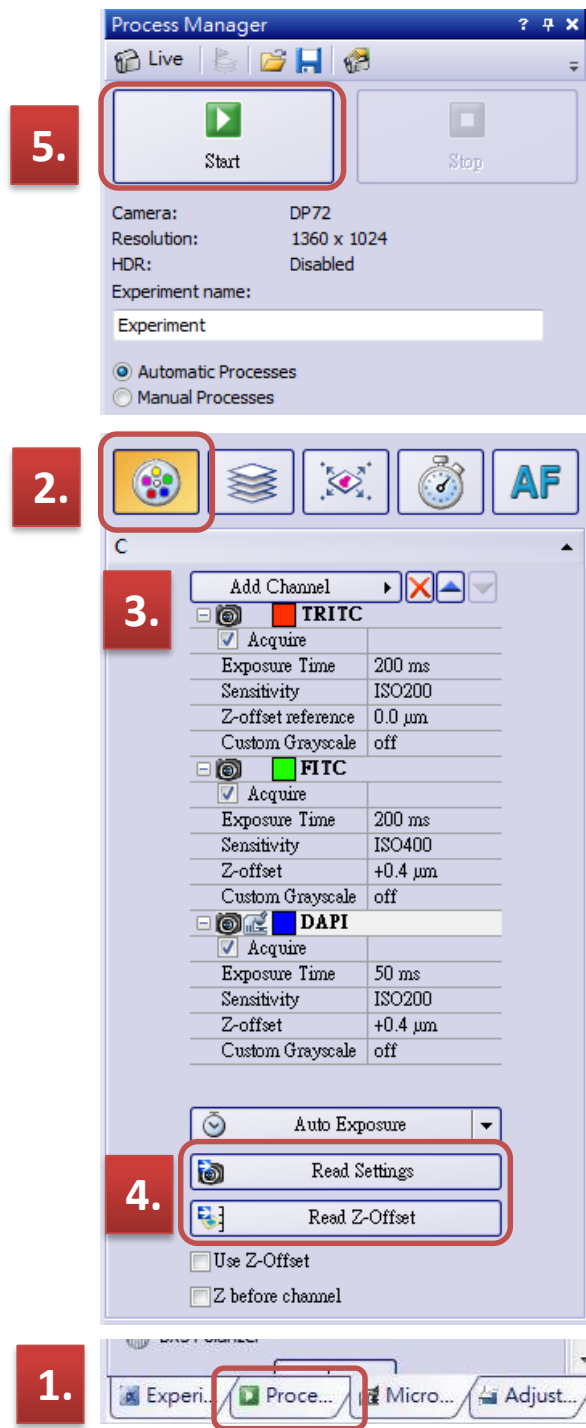 Process Manager ?
Live
5.
Start Stop
Camera: DP72
Resolution: 1360 x 1024
HDR: Disabled
Experiment name:
Experiment
Automatic Processes
Manual Processes
2.
AF
C
3.
Add Channel
TRITC
Acquire
Exposure Time 200 ms
Sensitivity ISO200
Z-offset reference 0.0 µm
Custom Grayscale off
FITC
Acquire
Exposure Time 200 ms
Sensitivity ISO400
Z-offset +0.4 µm
Custom Grayscale off
DAPI
Acquire
Exposure Time 50 ms
Sensitivity ISO200
Z-offset +0.4 µm
Custom Grayscale off
Auto Exposure
4.
Read Settings
Read Z-Offset
Use Z-Offset
Z before channel
1.
Experi... Proce... Micro... Adjust...